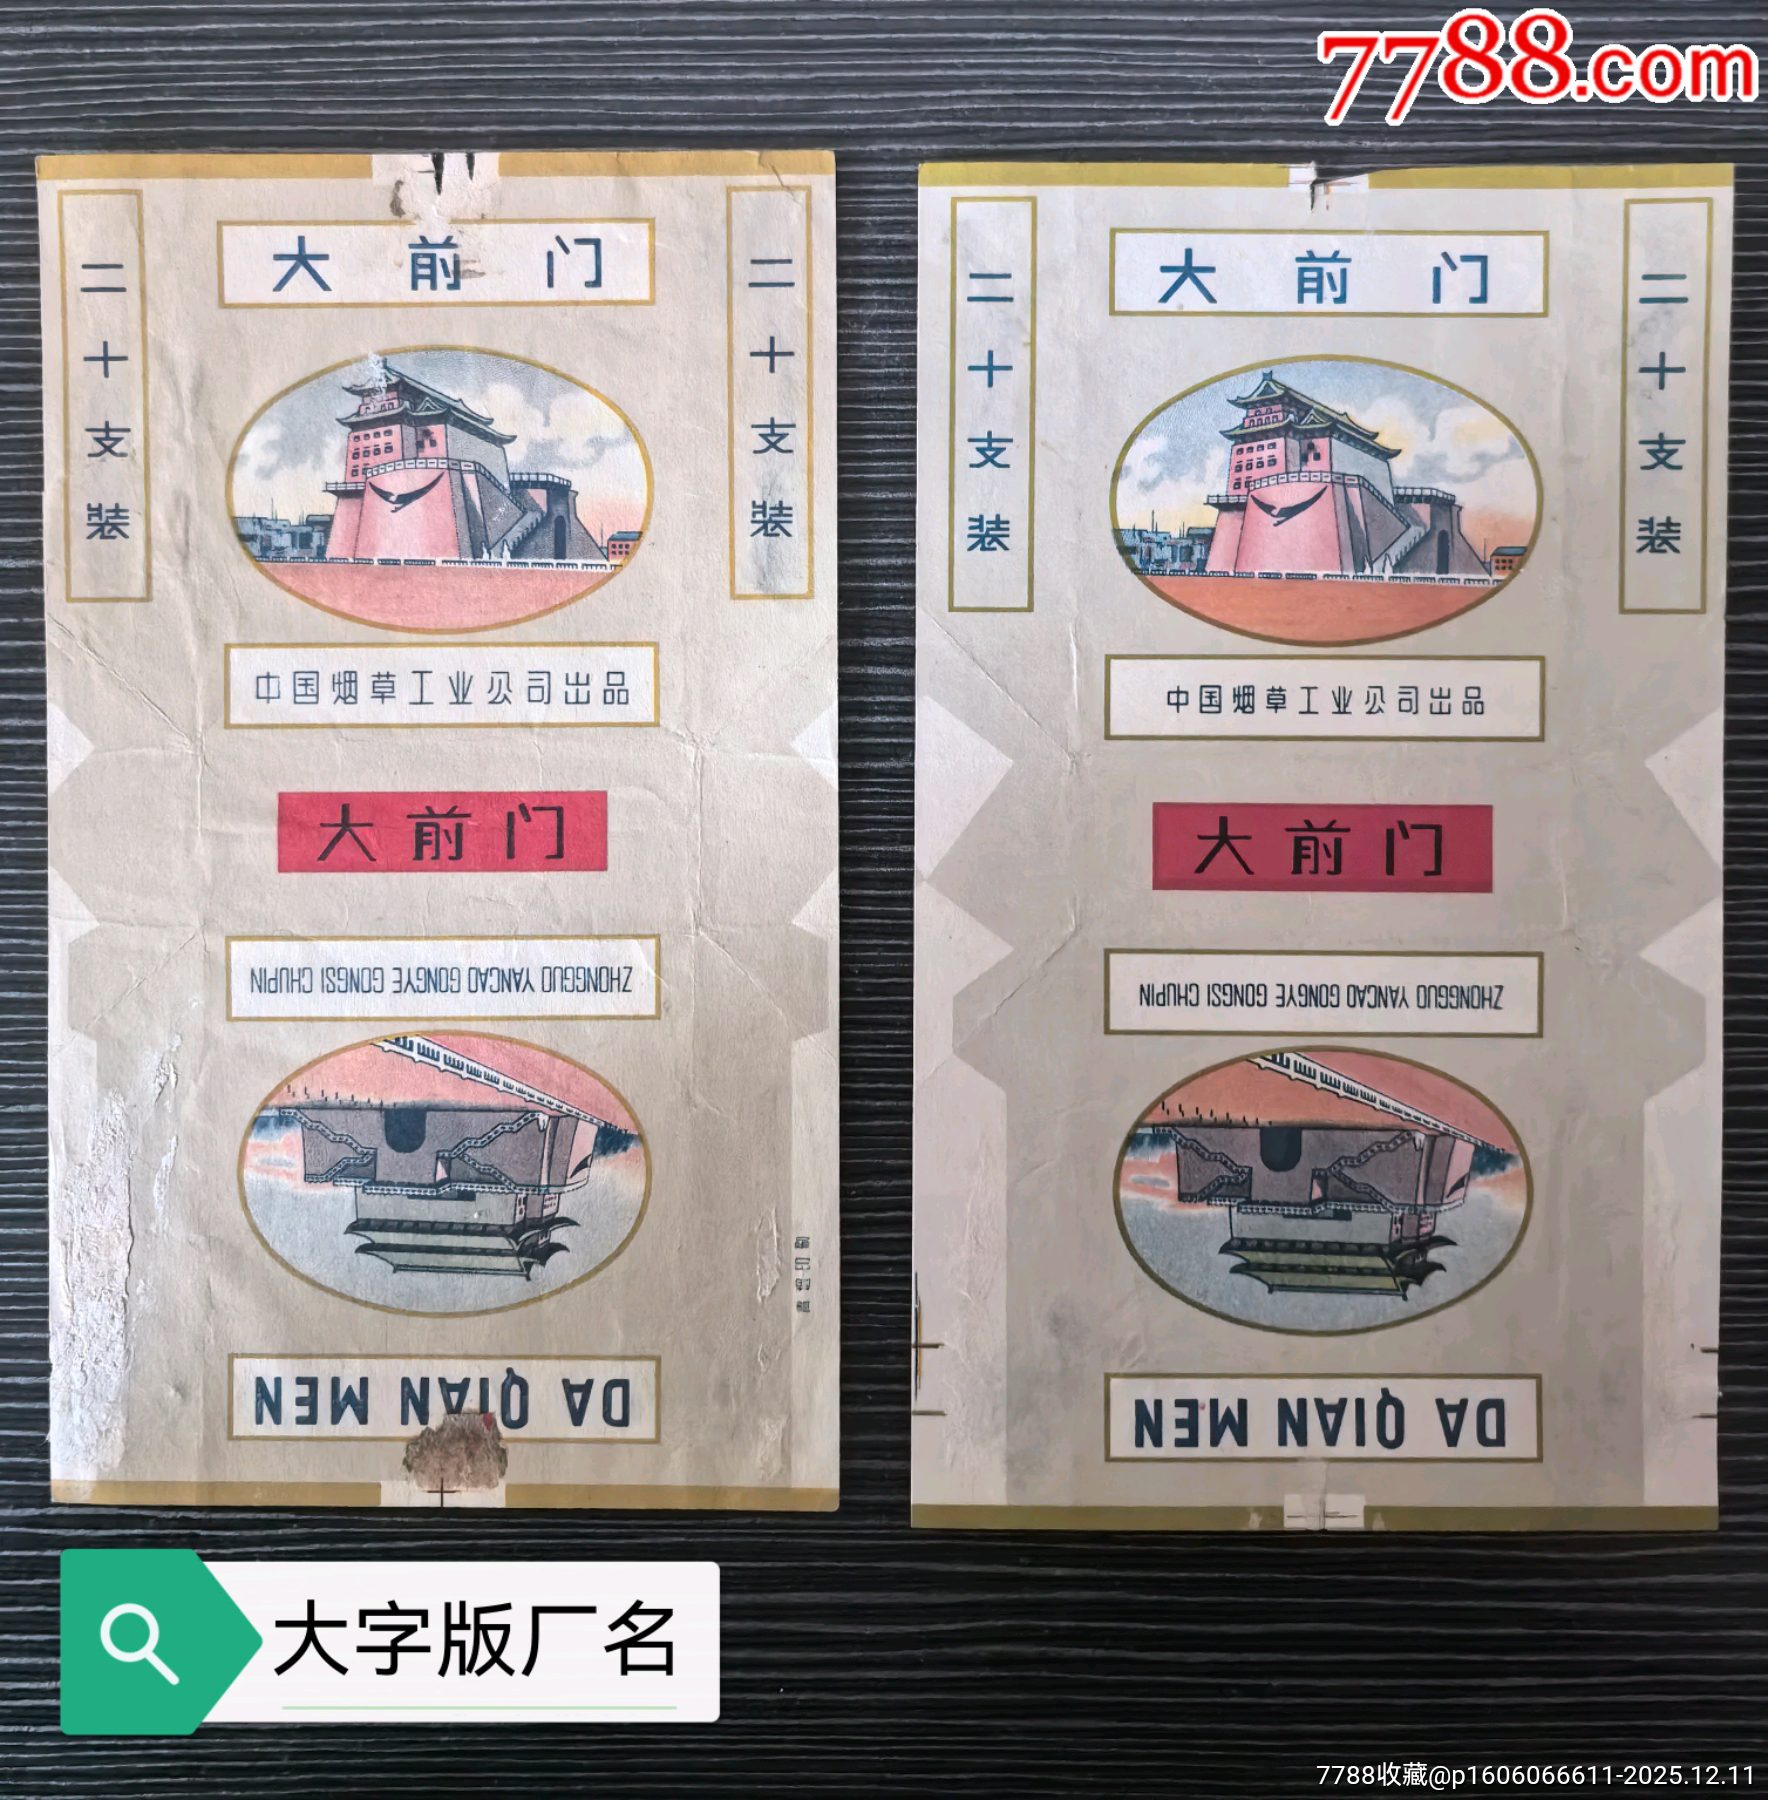 7788.com
大前门
二十支装
二十支装
中国烟草工业公司出品
大前门
ZHONGGUO YANCAO GONGYE GONGSI CHUPIN
DA QIAN MEN
大前门
二十支装
二十支装
中国烟草工业公司出品
大前门
ZHONGGUO YANCAO GONGYE GONGSI CHUPIN
DA QIAN MEN
大字版厂名
7788收藏@p1606066611-2025.12.11